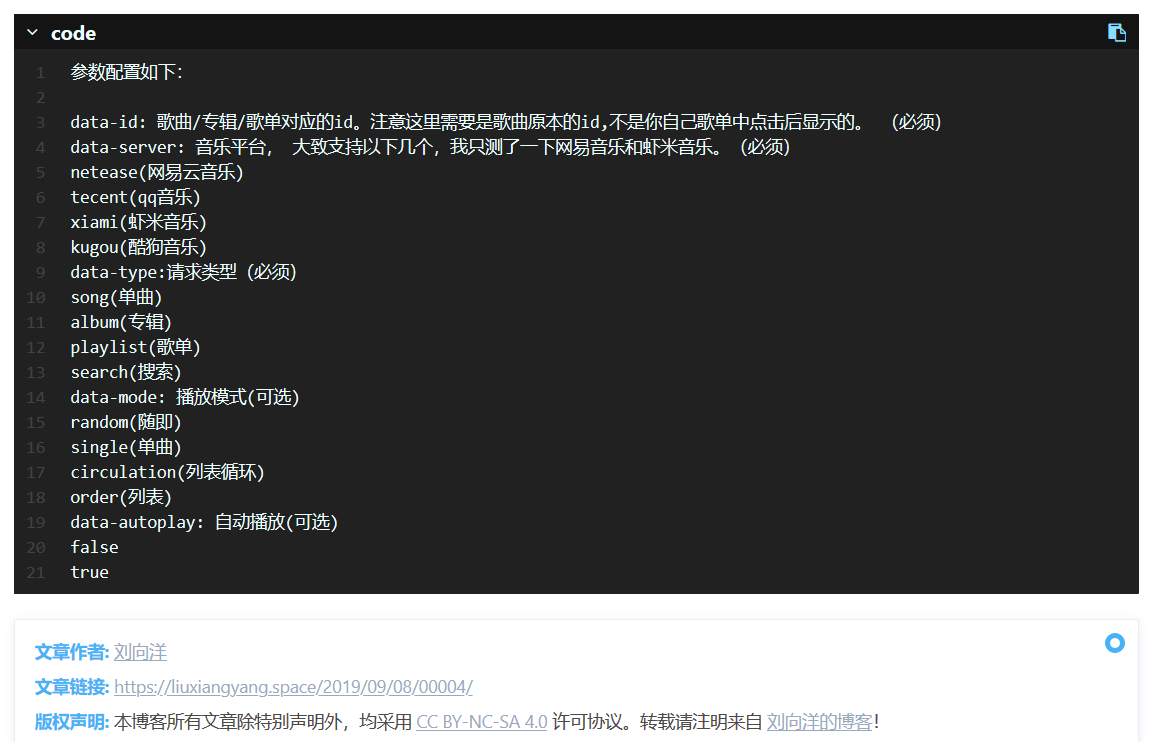 code
1 参数配置如下：
2
3 data-id: 歌曲/专辑/歌单对应的id。注意这里需要是歌曲原本的id,不是你自己歌单中点击后显示的。 （必须）
4 data-server: 音乐平台， 大致支持以下几个，我只测了一下网易音乐和虾米音乐。（必须）
5 netease(网易云音乐)
6 tecent(qq音乐)
7 xiami(虾米音乐)
8 kugou(酷狗音乐)
9 data-type:请求类型（必须）
10 song(单曲)
11 album(专辑)
12 playlist(歌单)
13 search(搜索)
14 data-mode: 播放模式(可选)
15 random(随即)
16 single(单曲)
17 circulation(列表循环)
18 order(列表)
19 data-autoplay: 自动播放(可选)
20 false
21 true
文章作者: 刘向洋
文章链接: https://liuxiangyang.space/2019/09/08/00004/
版权声明: 本博客所有文章除特别声明外，均采用 CC BY-NC-SA 4.0 许可协议。转载请注明来自 刘向洋的博客！